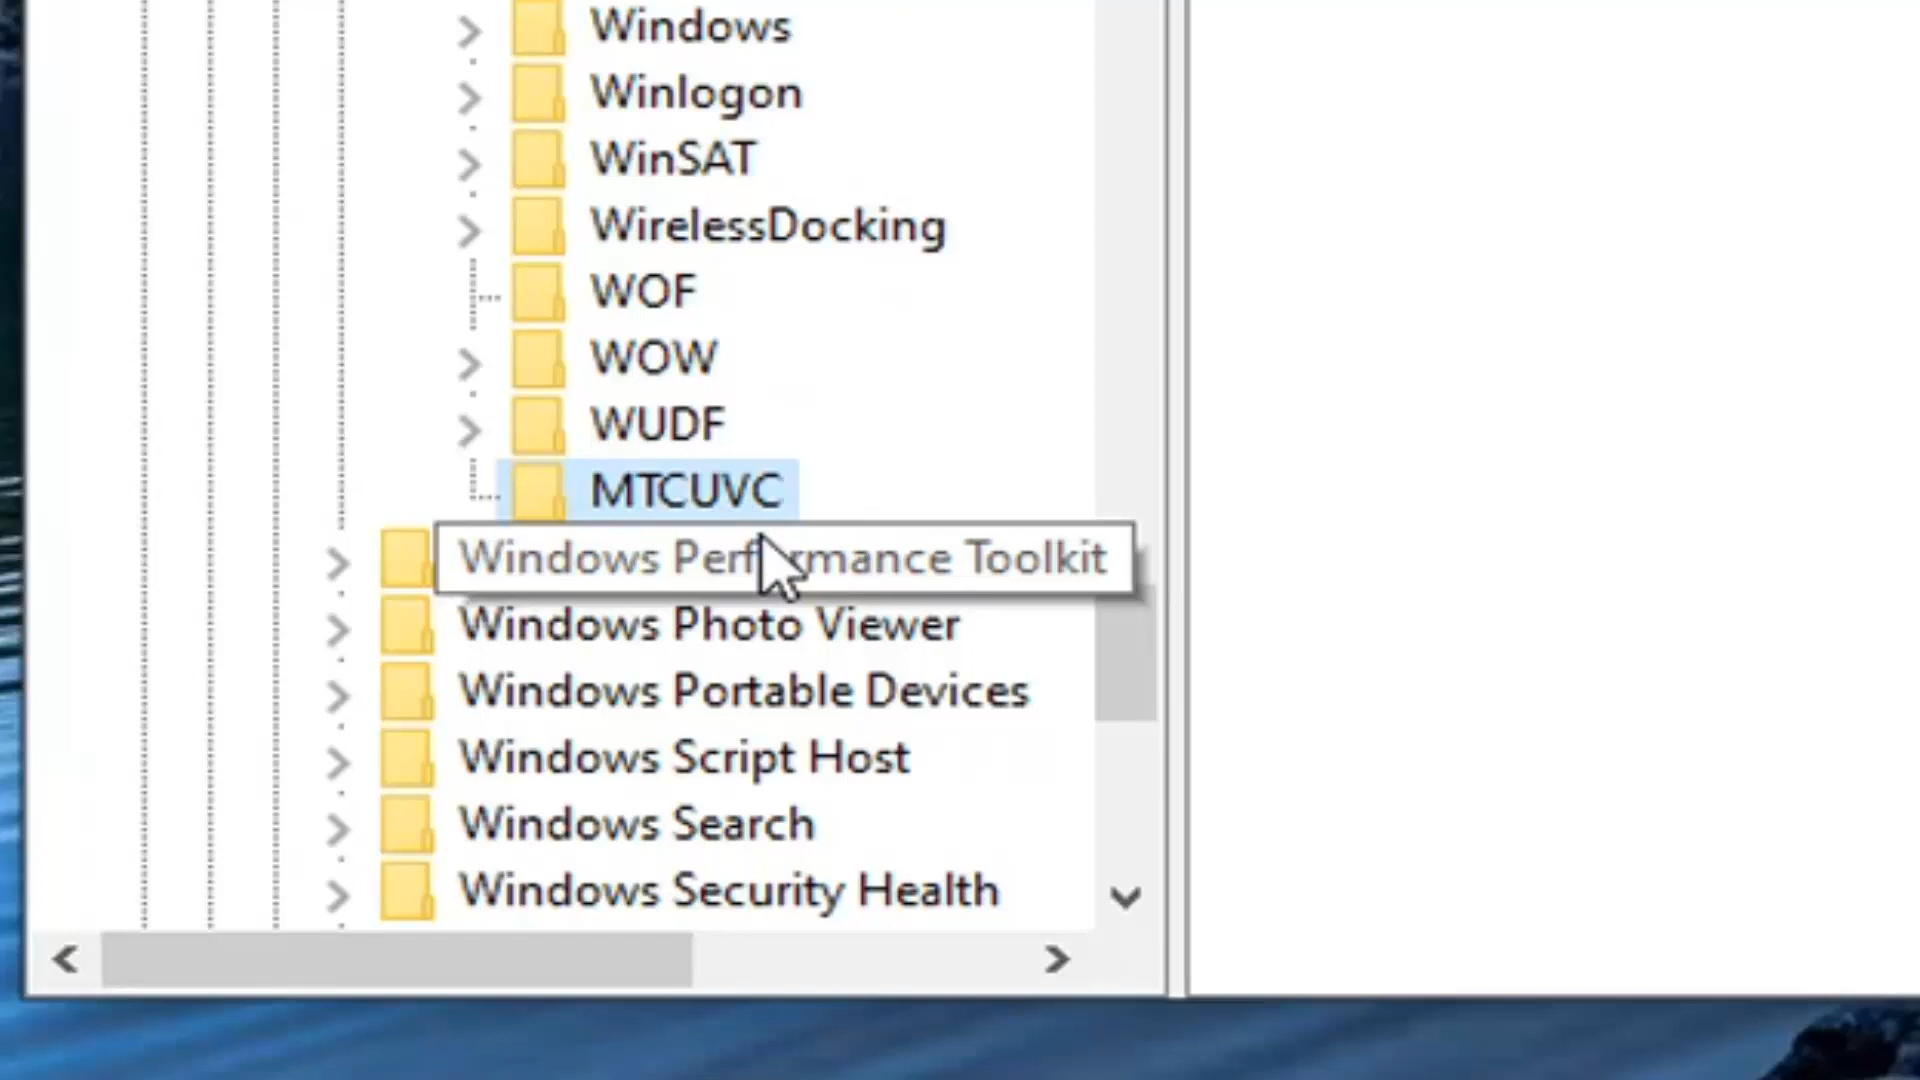 Windows
Winlogon
WinSAT
WirelessDocking
WOF
WOW
WUDF
MTCUVC
Windows Performance Toolkit
Windows Photo Viewer
Windows Portable Devices
Windows Script Host
Windows Search
Windows Security Health